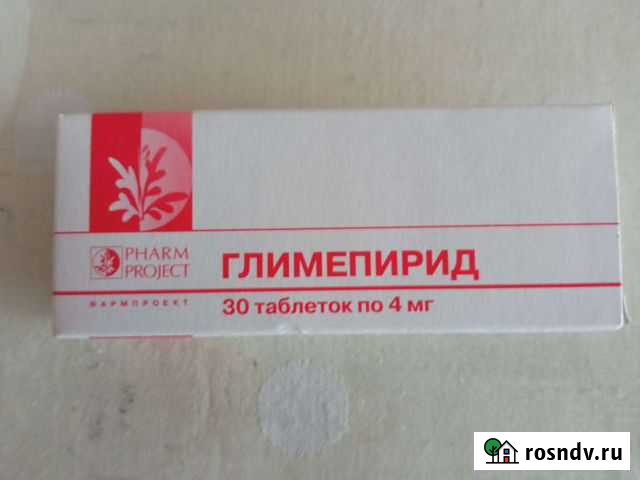 PHARM
PROJECT
ФАРМПРОЕКТ
ГЛИМЕПИРИД
30 таблеток по 4 мг
rosndv.ru